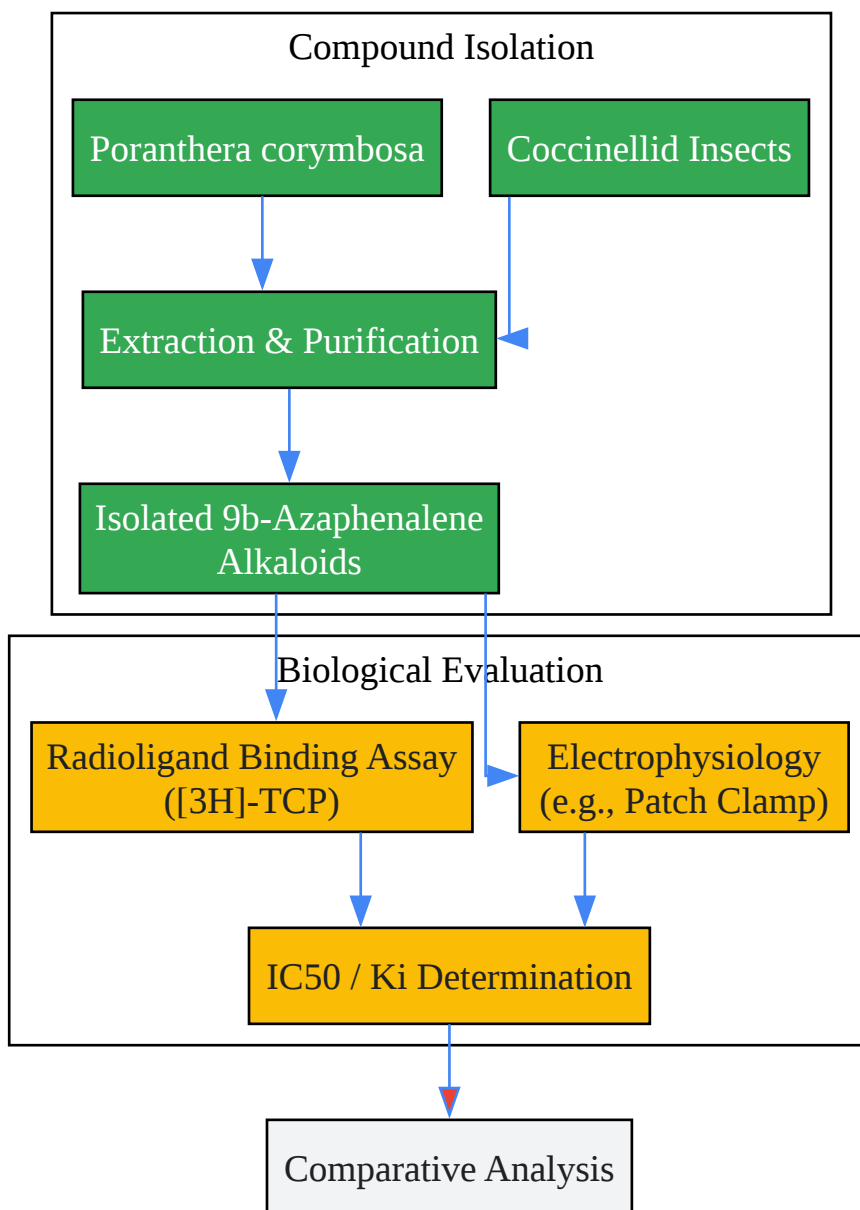 Compound Isolation
Poranthera corymbosa
Coccinellid Insects
Extraction & Purification
Isolated 9b-Azaphenalene
Alkaloids
Biological Evaluation
Radioligand Binding Assay
([3H]-TCP)
Electrophysiology
(e.g., Patch Clamp)
IC50 / Ki Determination
Comparative Analysis